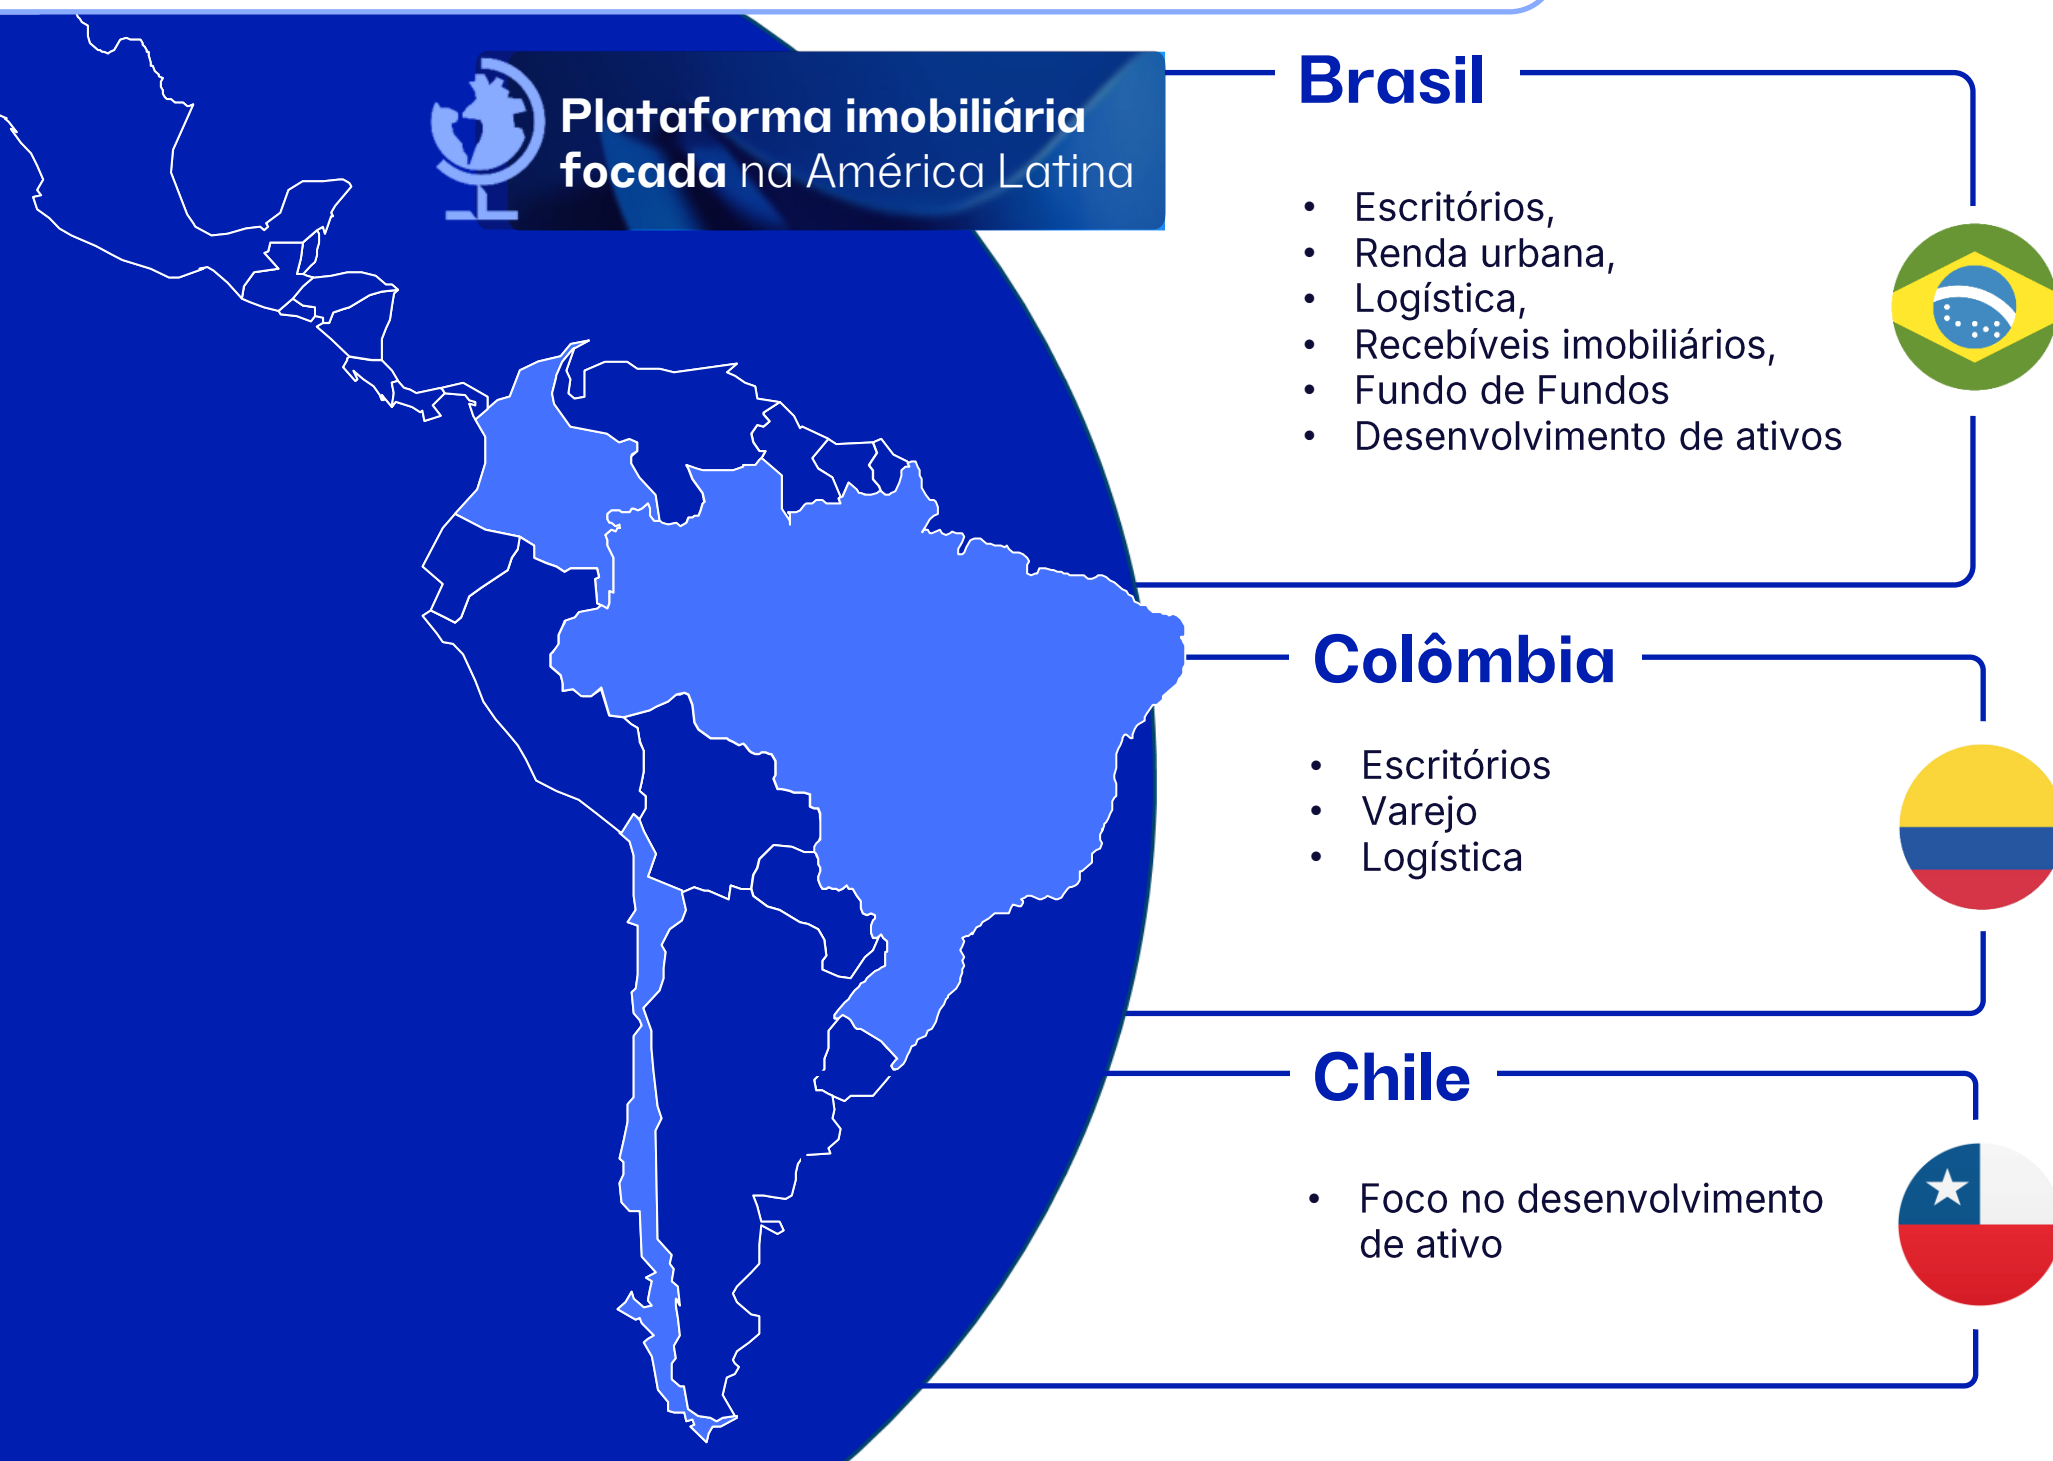 Plataforma imobiliária
focada na América Latina
Brasil
• Escritórios,
• Renda urbana,
• Logística,
• Recebíveis imobiliários,
• Fundo de Fundos
• Desenvolvimento de ativos
Colômbia
• Escritórios
• Varejo
• Logística
Chile
• Foco no desenvolvimento
de ativo